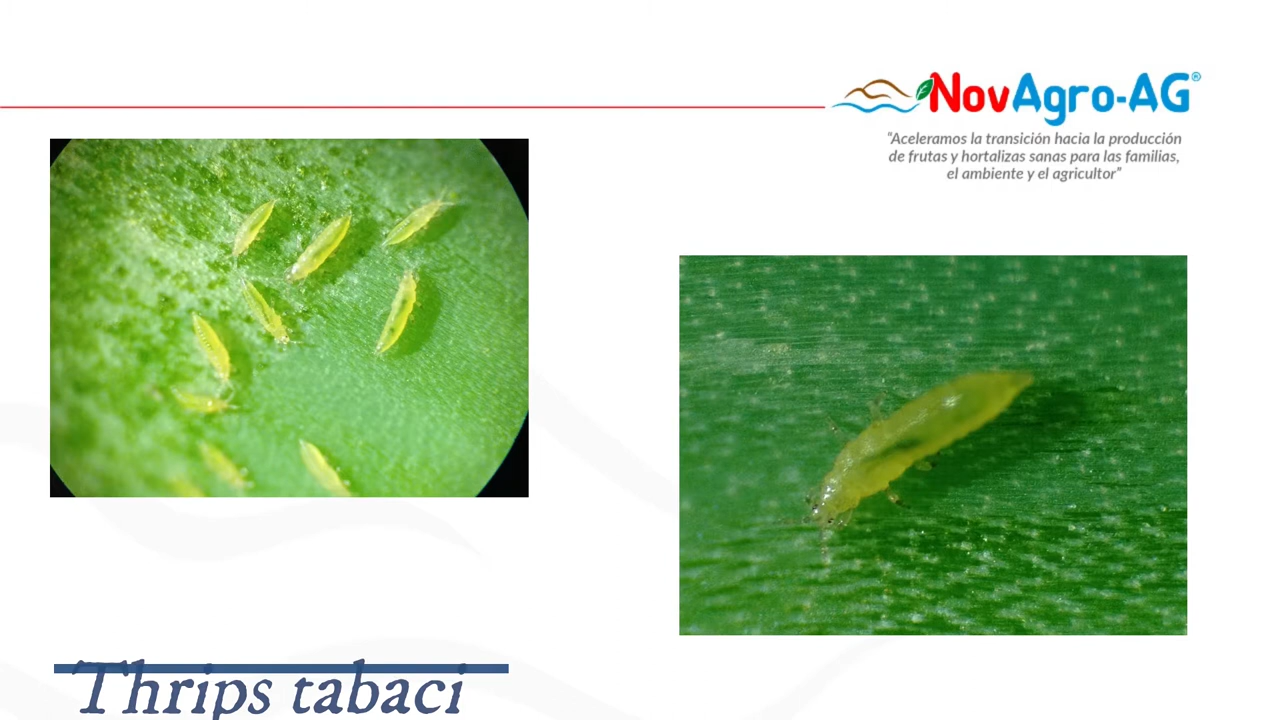 NovAgro-AG®
"Aceleramos la transición hacia la producción
de frutas y hortalizas sanas para las familias,
el ambiente y el agricultor"
Thrips tabaci